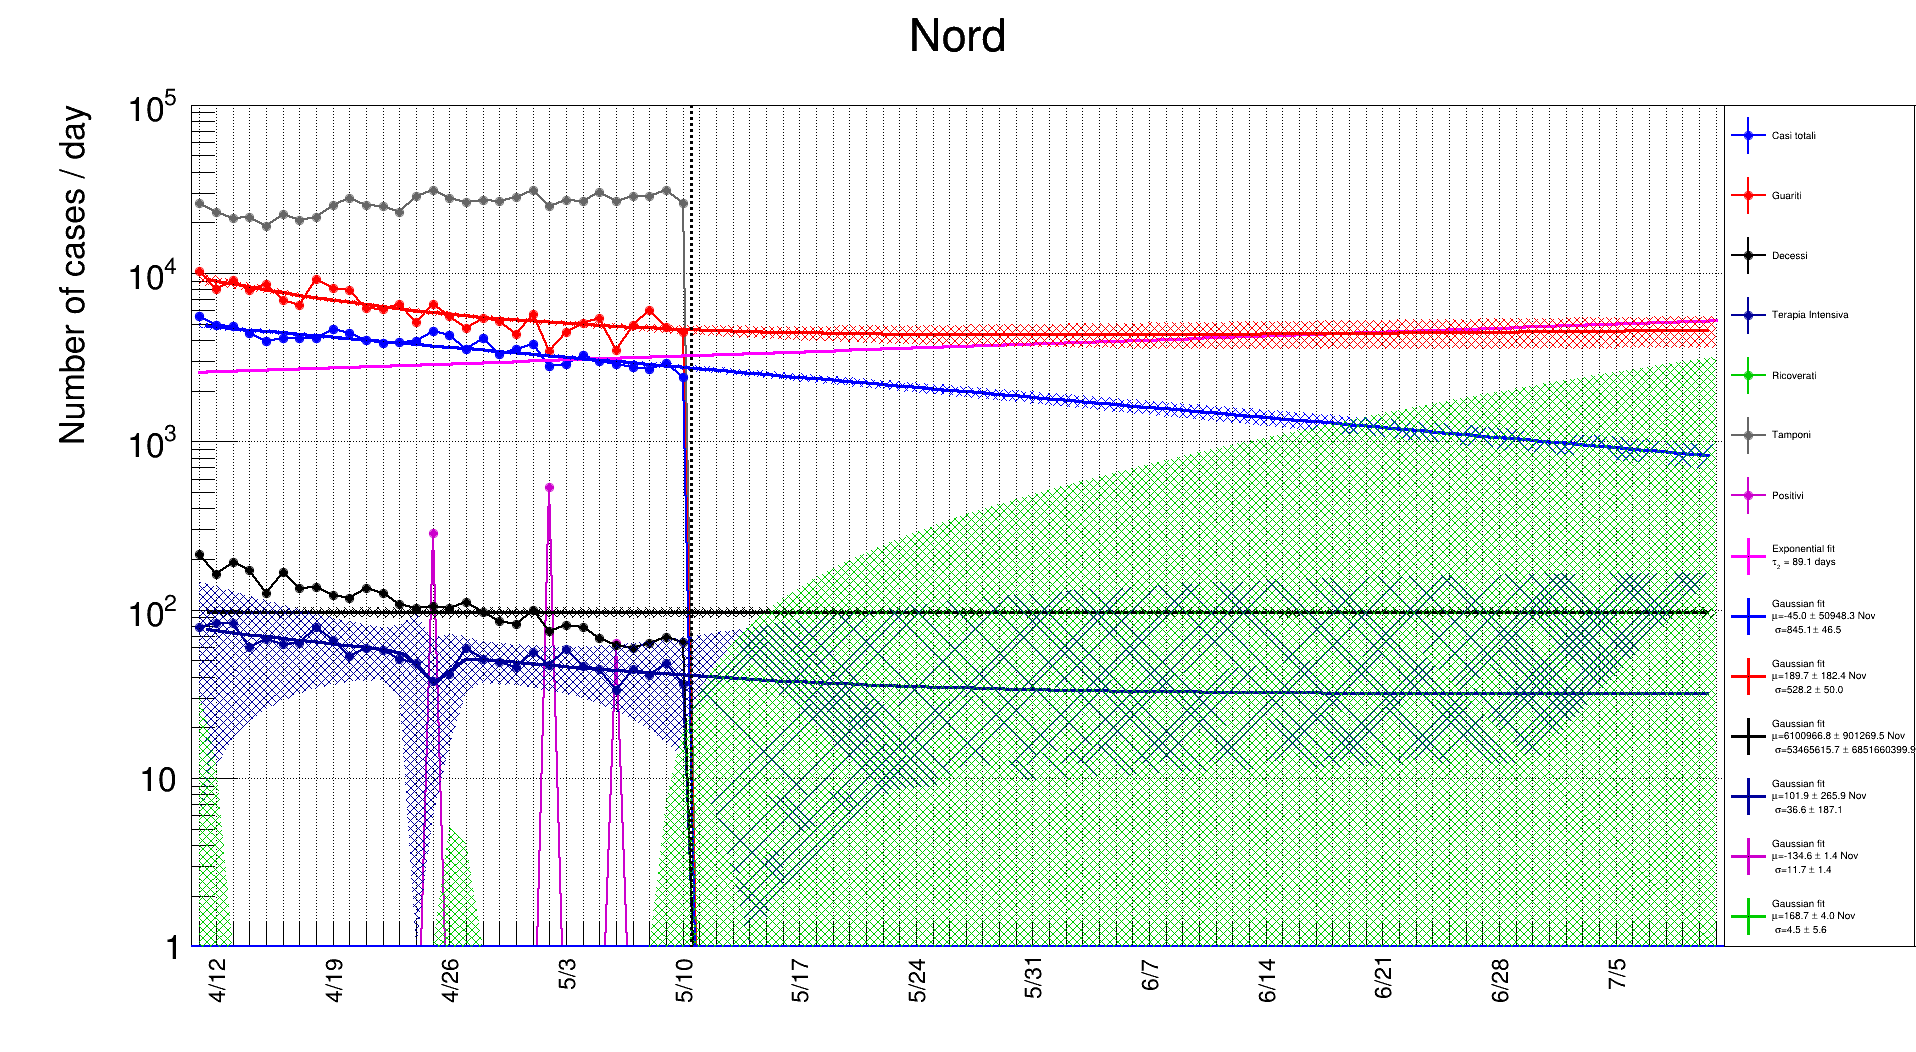 Nord
Number of cases / day
10^5
10^4
10^3
10^2
10
1
4/12
4/19
4/26
5/3
5/10
5/17
5/24
5/31
6/7
6/14
6/21
6/28
7/5
Casi totali
Guariti
Decessi
Terapia Intensiva
Ricoverati
Tamponi
Positivi
Exponential fit
τ₂ = 89.1 days
Gaussian fit
μ=-45.0 ± 50948.3 Nov
σ=845.1± 46.5
Gaussian fit
μ=189.7 ± 182.4 Nov
σ=528.2 ± 50.0
Gaussian fit
μ=6100966.8 ± 901269.5 Nov
σ=53465615.7 ± 6851660399.9
Gaussian fit
μ=101.9 ± 265.9 Nov
σ=36.6 ± 187.1
Gaussian fit
μ=-134.6 ± 1.4 Nov
σ=11.7 ± 1.4
Gaussian fit
μ=168.7 ± 4.0 Nov
σ=4.5 ± 5.6